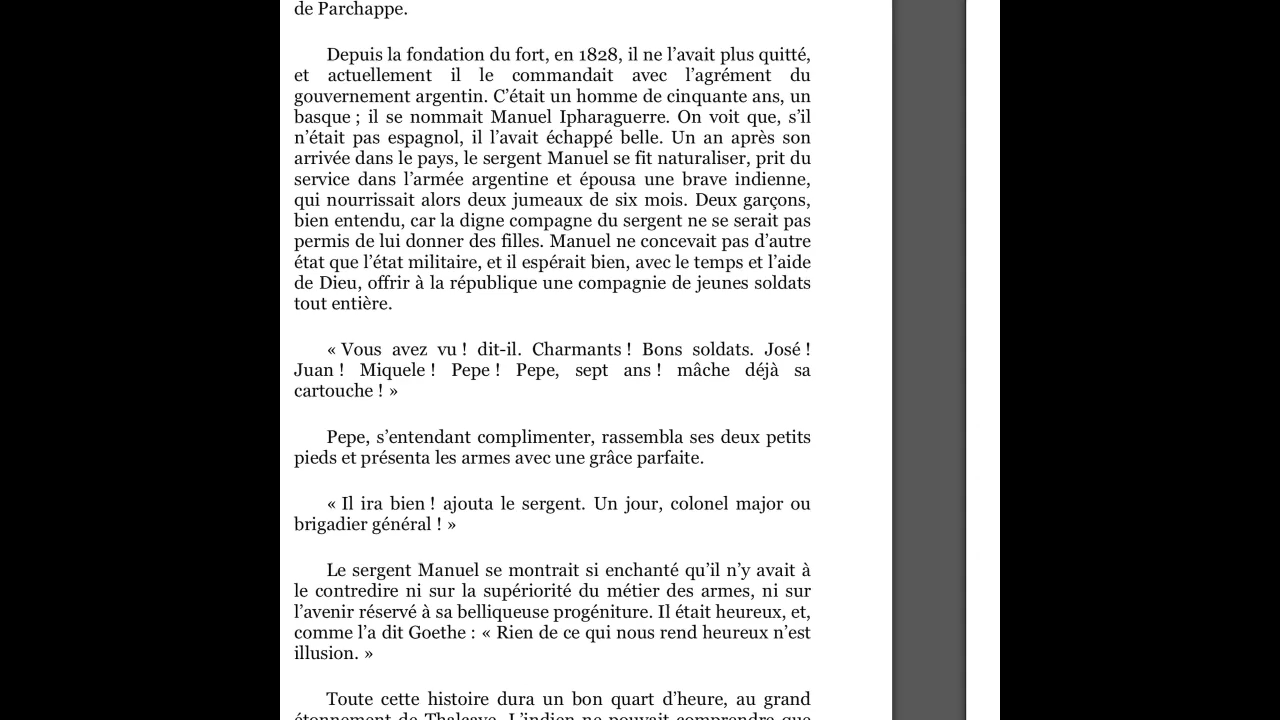 de Parchappe.
Depuis la fondation du fort, en 1828, il ne l’avait plus quitté,
et actuellement il le commandait avec l’agrément du
gouvernement argentin. C’était un homme de cinquante ans, un
basque ; il se nommait Manuel Ipharaguerre. On voit que, s’il
n’était pas espagnol, il l’avait échappé belle. Un an après son
arrivée dans le pays, le sergent Manuel se fit naturaliser, prit du
service dans l’armée argentine et épousa une brave indienne,
qui nourrissait alors deux jumeaux de six mois. Deux garçons,
bien entendu, car la digne compagne du sergent ne se serait pas
permis de lui donner des filles. Manuel ne concevait pas d’autre
état que l’état militaire, et il espérait bien, avec le temps et l’aide
de Dieu, offrir à la république une compagnie de jeunes soldats
tout entière.
« Vous avez vu ! dit-il. Charmants ! Bons soldats. José !
Juan ! Miquele ! Pepe ! Pepe, sept ans ! mâche déjà sa
cartouche ! »
Pepe, s’entendant complimenter, rassembla ses deux petits
pieds et présenta les armes avec une grâce parfaite.
« Il ira bien ! ajouta le sergent. Un jour, colonel major ou
brigadier général ! »
Le sergent Manuel se montrait si enchanté qu’il n’y avait à
le contredire ni sur la supériorité du métier des armes, ni sur
l’avenir réservé à sa belliqueuse progéniture. Il était heureux, et,
comme l’a dit Goethe : « Rien de ce qui nous rend heureux n’est
illusion. »
Toute cette histoire dura un bon quart d’heure, au grand
étonnement de Thalcave. L’indien ne pouvait comprendre que